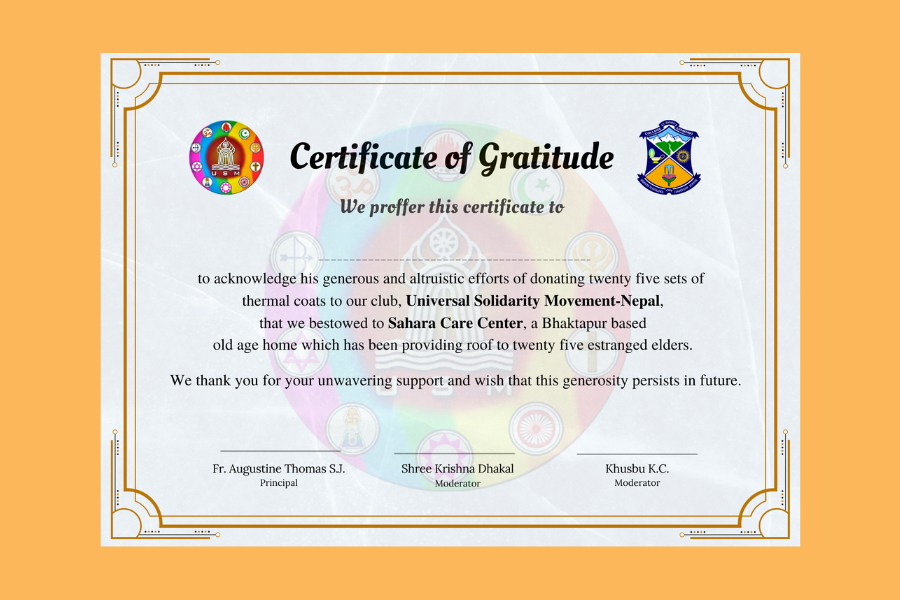 Certificate of Gratitude
USM
We proffer this certificate to
to acknowledge his generous and altruistic efforts of donating twenty five sets of
thermal coats to our club, Universal Solidarity Movement-Nepal,
that we bestowed to Sahara Care Center, a Bhaktapur based
old age home which has been providing roof to twenty five estranged elders.
USM
We thank you for your unwavering support and wish that this generosity persists in future.
Fr. Augustine Thomas S.J.
Principal
Shree Krishna Dhakal
Moderator
Khusbu K.C.
Moderator